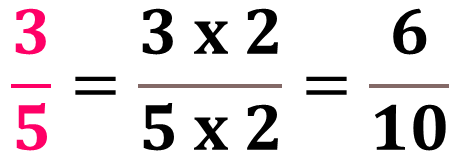 3/5 = 3 x 2/5 x 2 = 6/10